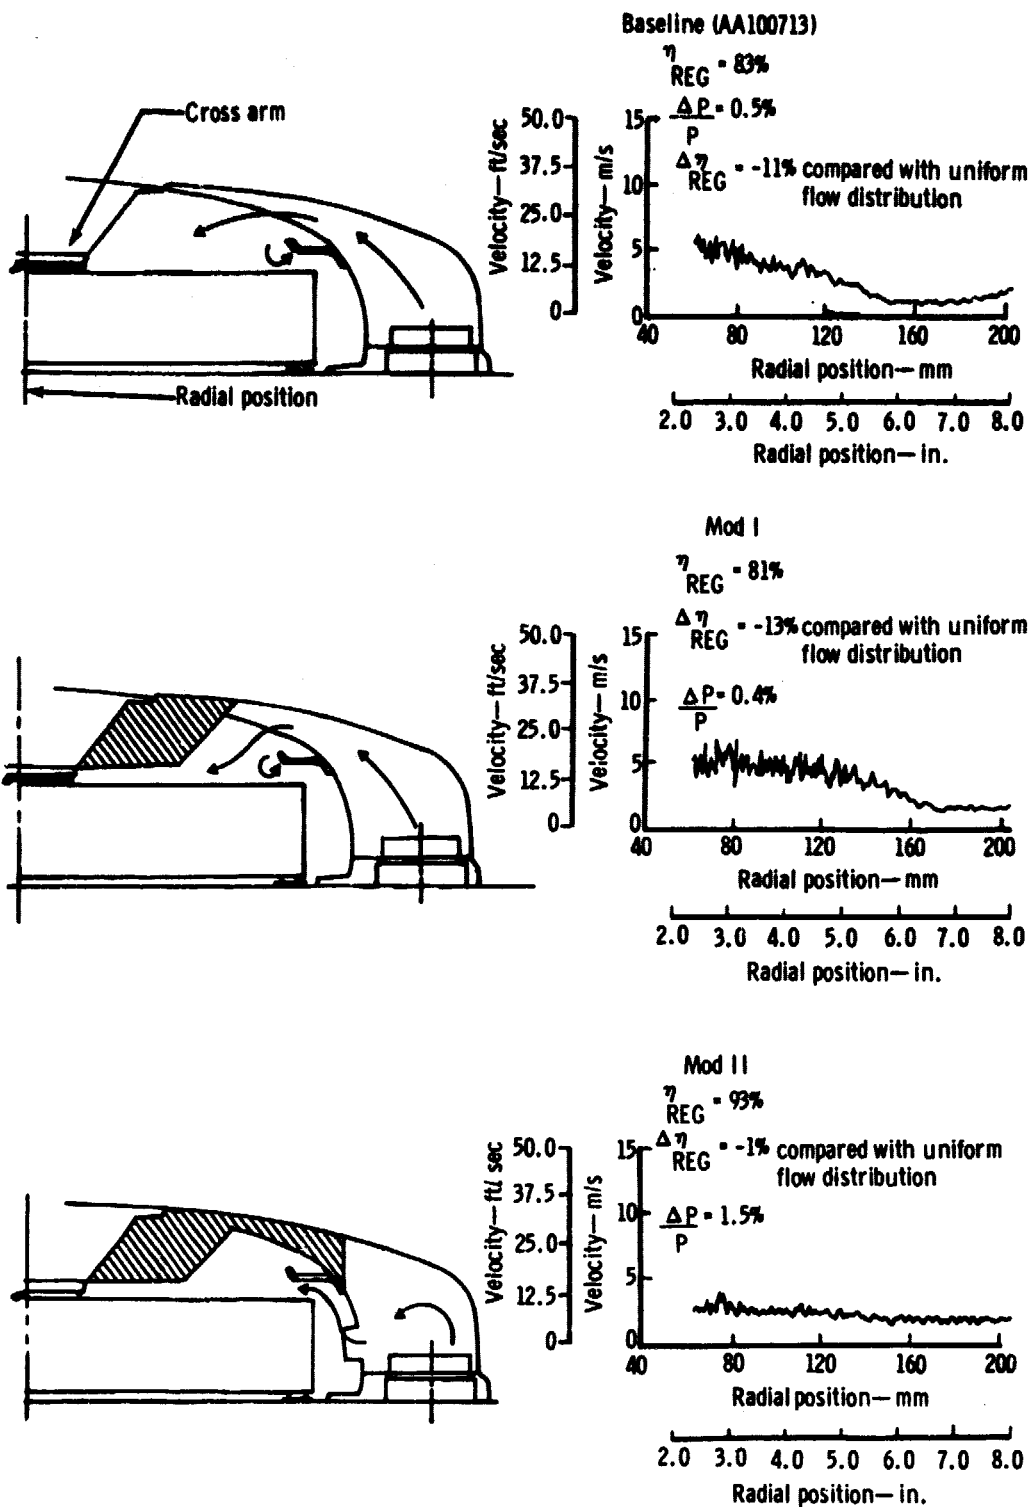 Baseline (AA100713)
η REG = 83%
ΔP/P = 0.5%
Δη REG = -11% compared with uniform
flow distribution
Cross arm
Radial position
Velocity—ft/sec
50.0
37.5
25.0
12.5
0
Velocity—m/s
15
10
5
0
40 80 120 160 200
Radial position—mm
2.0 3.0 4.0 5.0 6.0 7.0 8.0
Radial position—in.
Mod I
η REG = 81%
Δη REG = -13% compared with uniform
flow distribution
ΔP/P = 0.4%
Velocity—ft/sec
50.0
37.5
25.0
12.5
0
Velocity—m/s
15
10
5
0
40 80 120 160 200
Radial position—mm
2.0 3.0 4.0 5.0 6.0 7.0 8.0
Radial position—in.
Mod II
η REG = 93%
Δη REG = -1% compared with uniform
flow distribution
ΔP/P = 1.5%
Velocity—ft/sec
50.0
37.5
25.0
12.5
0
Velocity—m/s
15
10
5
0
40 80 120 160 200
Radial position—mm
2.0 3.0 4.0 5.0 6.0 7.0 8.0
Radial position—in.